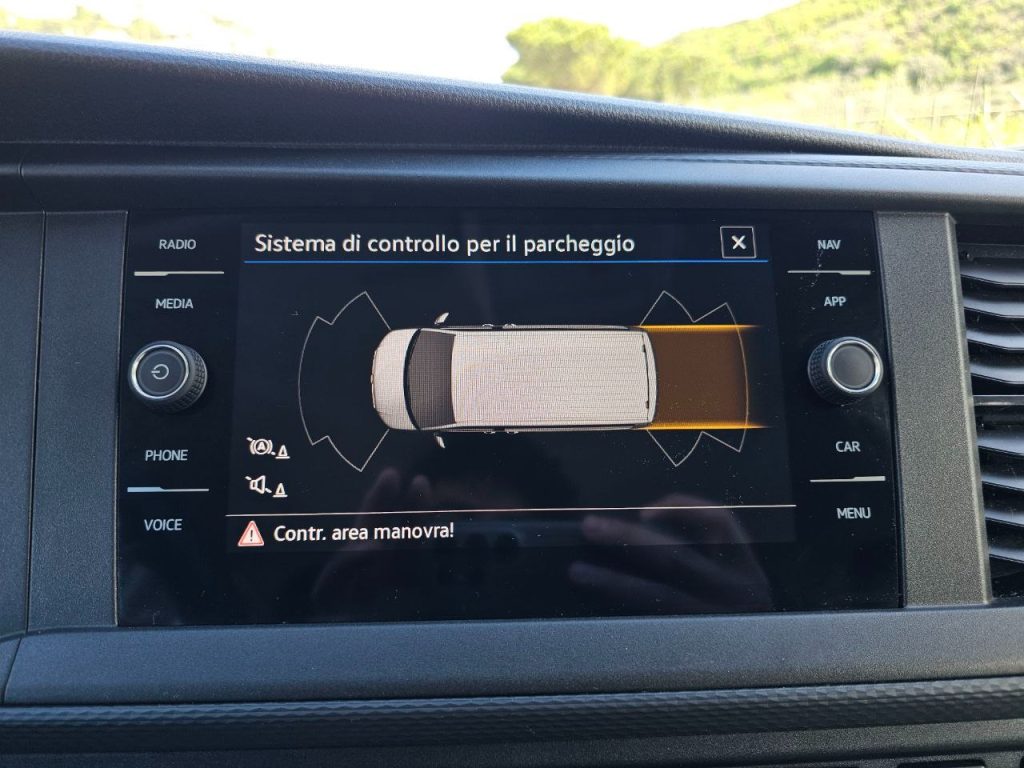 RADIO
MEDIA
PHONE
VOICE
Sistema di controllo per il parcheggio
Contr. area manovra!
NAV
APP
CAR
MENU